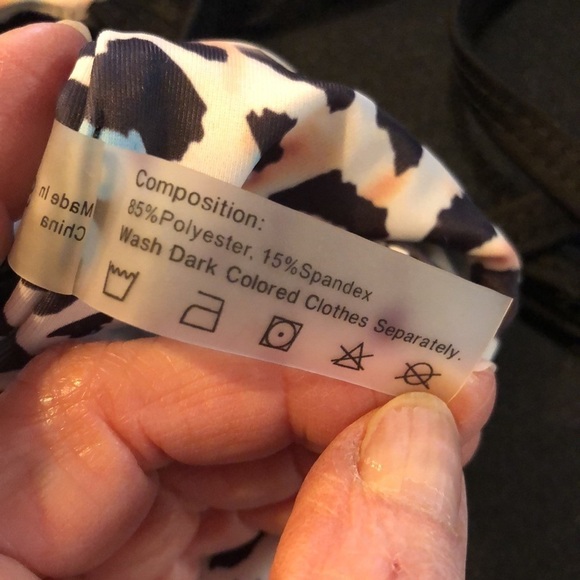 Composition:
85%Polyester, 15%Spandex
Wash Dark Colored Clothes Separately.
Made In
China